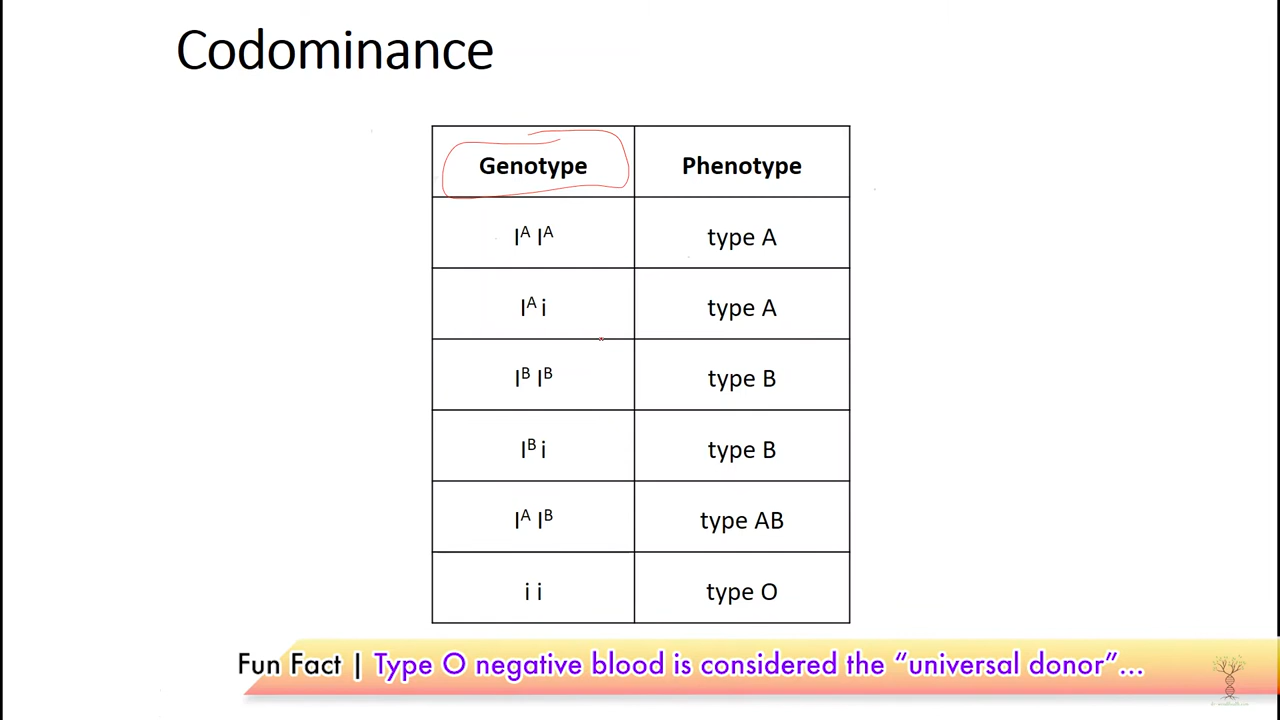 Codominance
Genotype Phenotype
Iᴬ Iᴬ type A
Iᴬ i type A
Iᴮ Iᴮ type B
Iᴮ i type B
Iᴬ Iᴮ type AB
i i type O
Fun Fact | Type O negative blood is considered the “universal donor”...